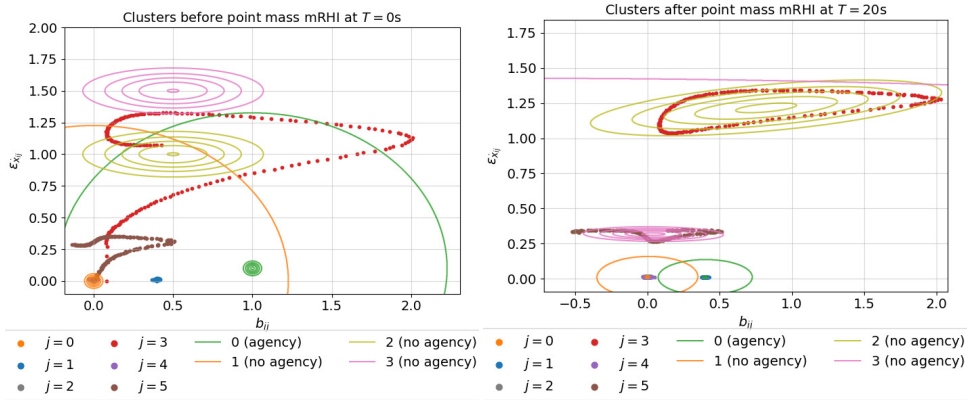 Clusters before point mass mRHI at T = 0s
2.00
1.75
1.50
1.25
1.00
0.75
0.50
0.25
0.00
ε_ẋij
0.0 0.5 1.0 1.5 2.0
b_ij
j = 0 j = 3 0 (agency) 2 (no agency)
j = 1 j = 4 1 (no agency) 3 (no agency)
j = 2 j = 5
Clusters after point mass mRHI at T = 20s
1.75
1.50
1.25
1.00
0.75
0.50
0.25
0.00
ε_ẋij
−0.5 0.0 0.5 1.0 1.5 2.0
b_ij
j = 0 j = 3 0 (agency) 2 (no agency)
j = 1 j = 4 1 (no agency) 3 (no agency)
j = 2 j = 5